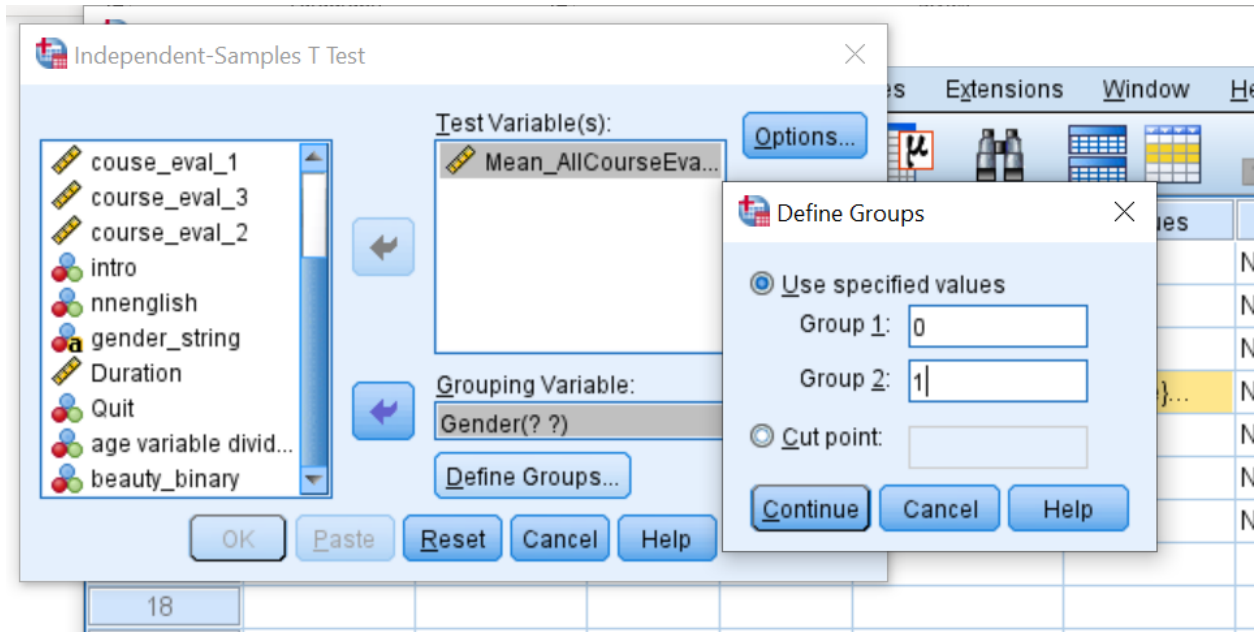 Independent-Samples T Test
Extensions Window
Test Variable(s):
Options...
couse_eval_1
course_eval_3
course_eval_2
intro
nnenglish
gender_string
Duration
Quit
age variable divid...
beauty_binary
Mean_AllCourseEva...
Grouping Variable:
Gender(? ?)
Define Groups...
OK Paste Reset Cancel Help
Define Groups
Use specified values
Group 1: 0
Group 2: 1
Cut point:
Continue Cancel Help
18